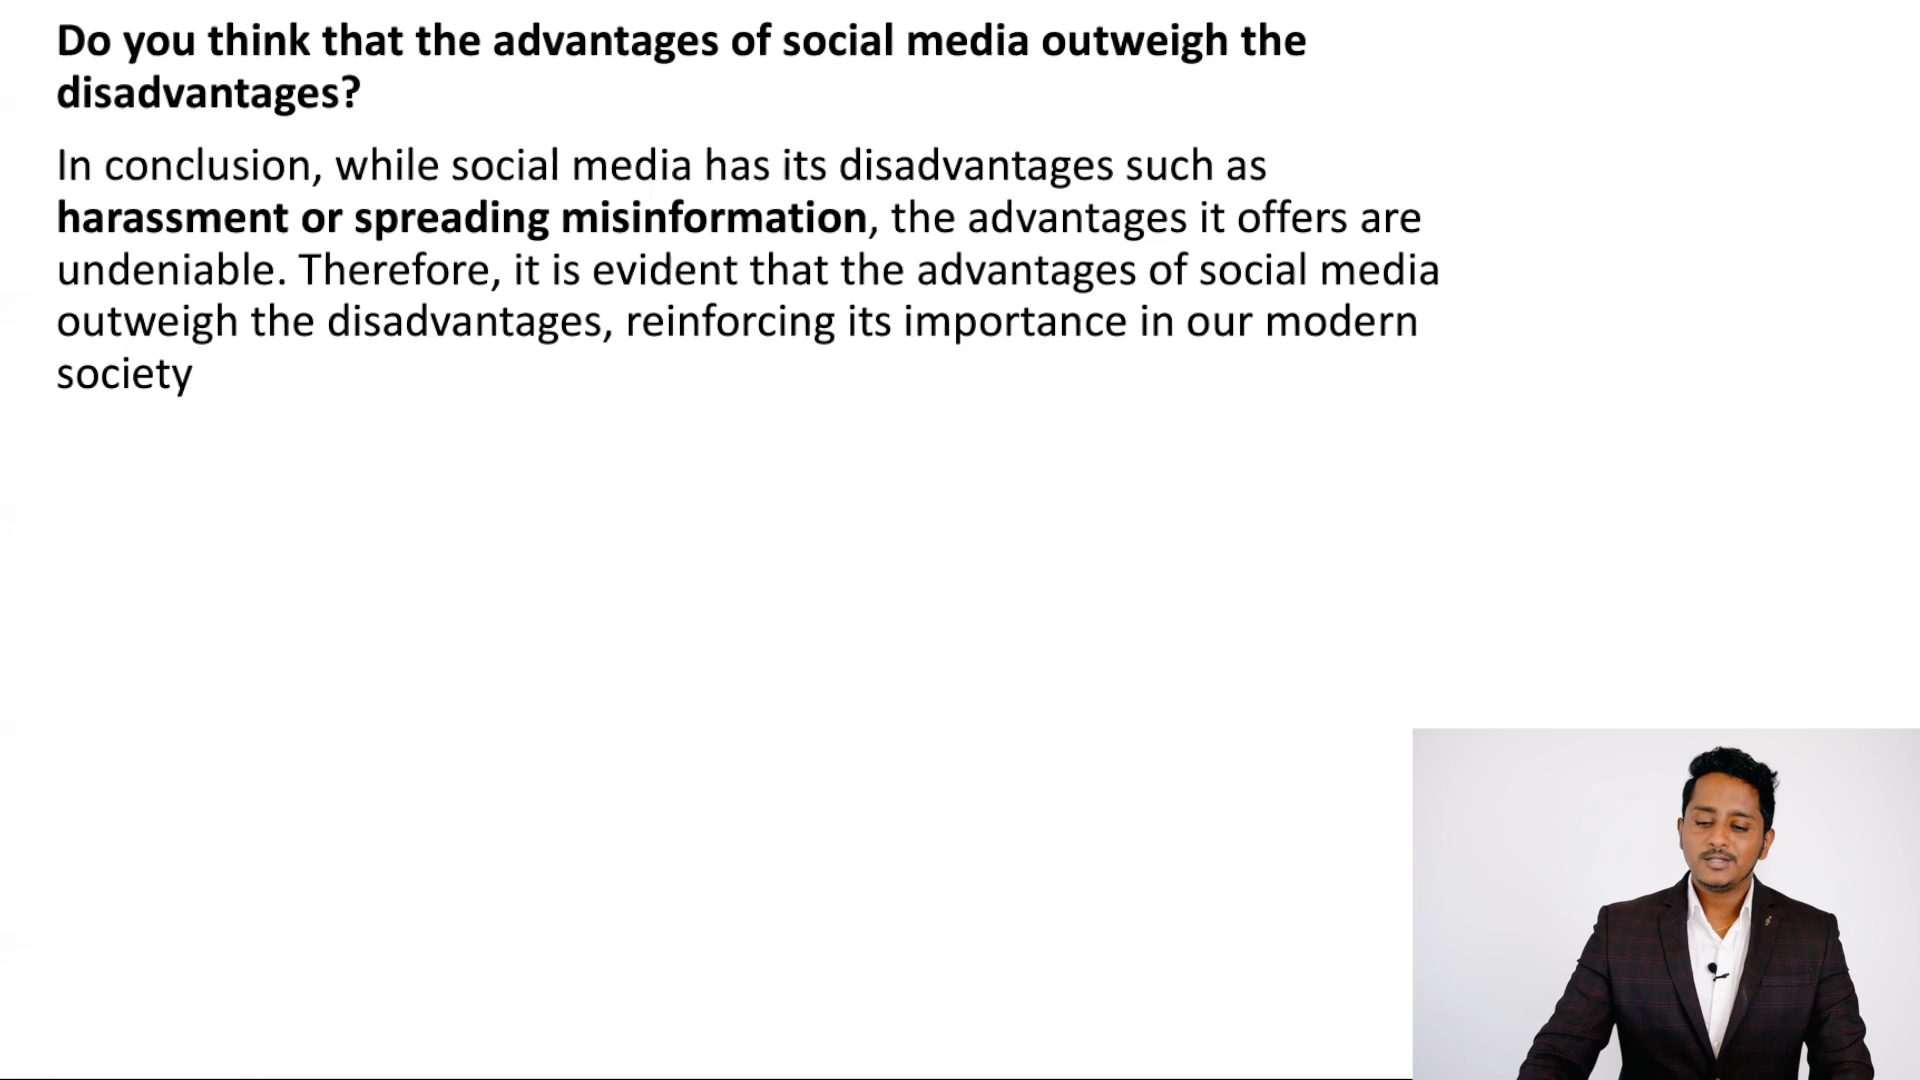 Do you think that the advantages of social media outweigh the
disadvantages?
In conclusion, while social media has its disadvantages such as
harassment or spreading misinformation, the advantages it offers are
undeniable. Therefore, it is evident that the advantages of social media
outweigh the disadvantages, reinforcing its importance in our modern
society